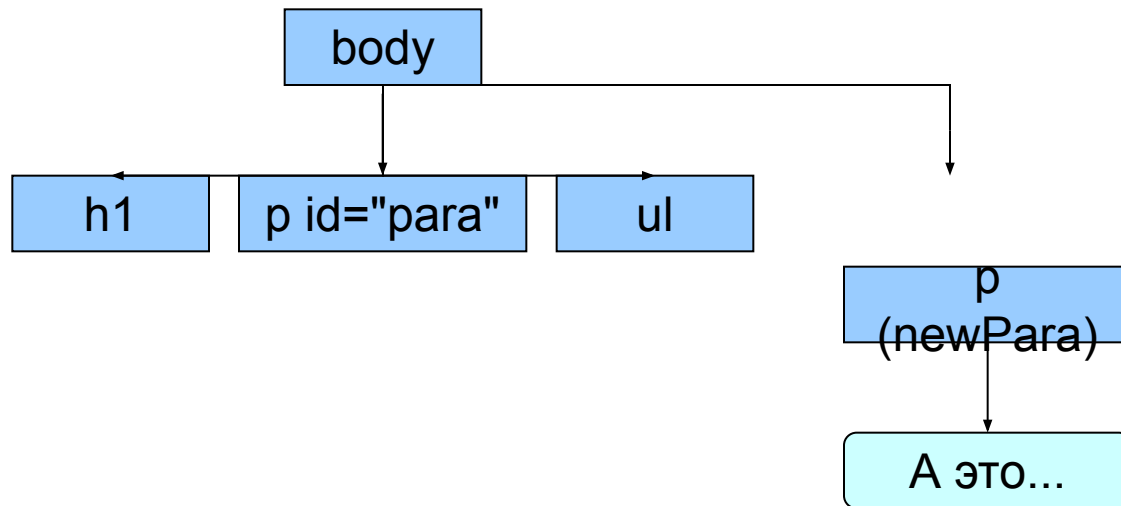 body
h1
p id="para"
ul
p
(newPara)
А это...